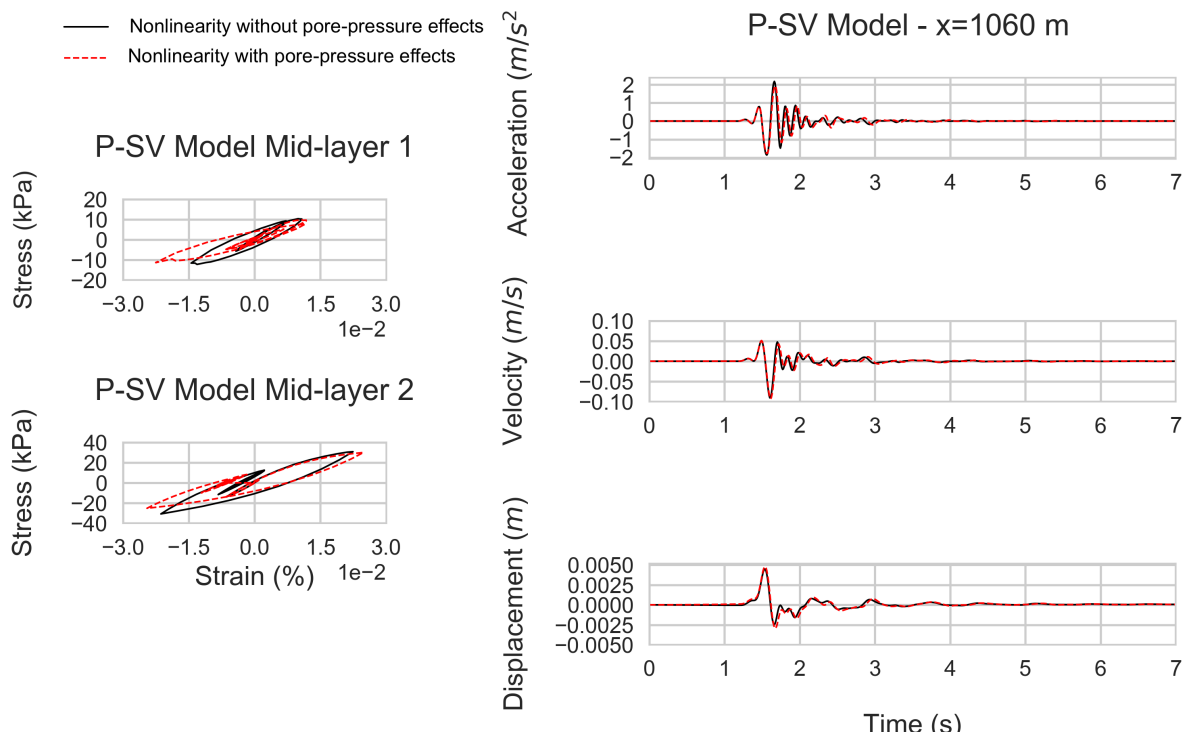 Nonlinearity without pore-pressure effects
Nonlinearity with pore-pressure effects
P-SV Model Mid-layer 1
Stress (kPa)
20
10
0
−10
−20
−3.0 −1.5 0.0 1.5 3.0
1e−2
P-SV Model Mid-layer 2
Stress (kPa)
40
20
0
−20
−40
−3.0 −1.5 0.0 1.5 3.0
Strain (%) 1e−2
P-SV Model - x=1060 m
Acceleration (m/s²
2
1
0
−1
−2
0 1 2 3 4 5 6 7
Velocity (m/s)
0.10
0.05
0.00
−0.05
−0.10
0 1 2 3 4 5 6 7
Displacement (m)
0.0050
0.0025
0.0000
−0.0025
−0.0050
0 1 2 3 4 5 6 7
Time (s)